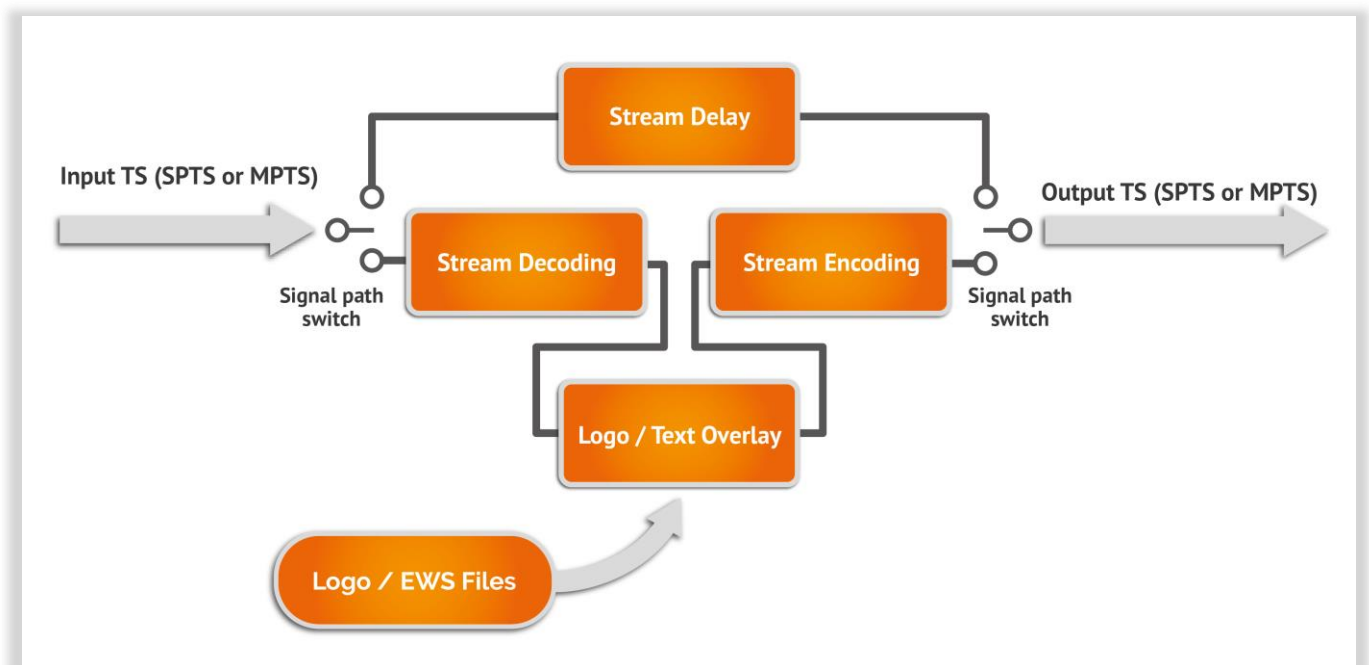 Stream Delay
Input TS (SPTS or MPTS)
Output TS (SPTS or MPTS)
Stream Decoding
Stream Encoding
Signal path
switch
Signal path
switch
Logo / Text Overlay
Logo / EWS Files